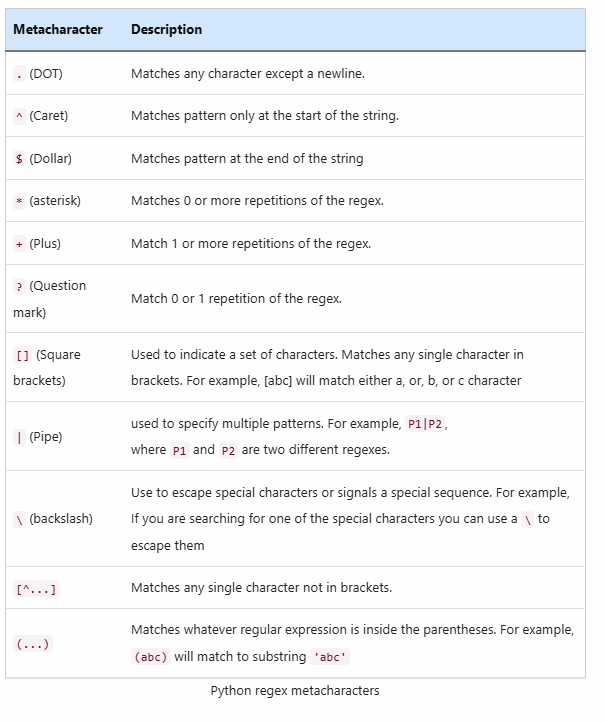 Metacharacter Description
. (DOT) Matches any character except a newline.
^ (Caret) Matches pattern only at the start of the string.
$ (Dollar) Matches pattern at the end of the string
* (asterisk) Matches 0 or more repetitions of the regex.
+ (Plus) Match 1 or more repetitions of the regex.
? (Question
mark)
Match 0 or 1 repetition of the regex.
[] (Square
brackets)
Used to indicate a set of characters. Matches any single character in
brackets. For example, [abc] will match either a, or, b, or c character
| (Pipe)
used to specify multiple patterns. For example, P1|P2,
where P1 and P2 are two different regexes.
\ (backslash)
Use to escape special characters or signals a special sequence. For example,
If you are searching for one of the special characters you can use a \ to
escape them
[^...] Matches any single character not in brackets.
(...)
Matches whatever regular expression is inside the parentheses. For example,
(abc) will match to substring 'abc'
Python regex metacharacters